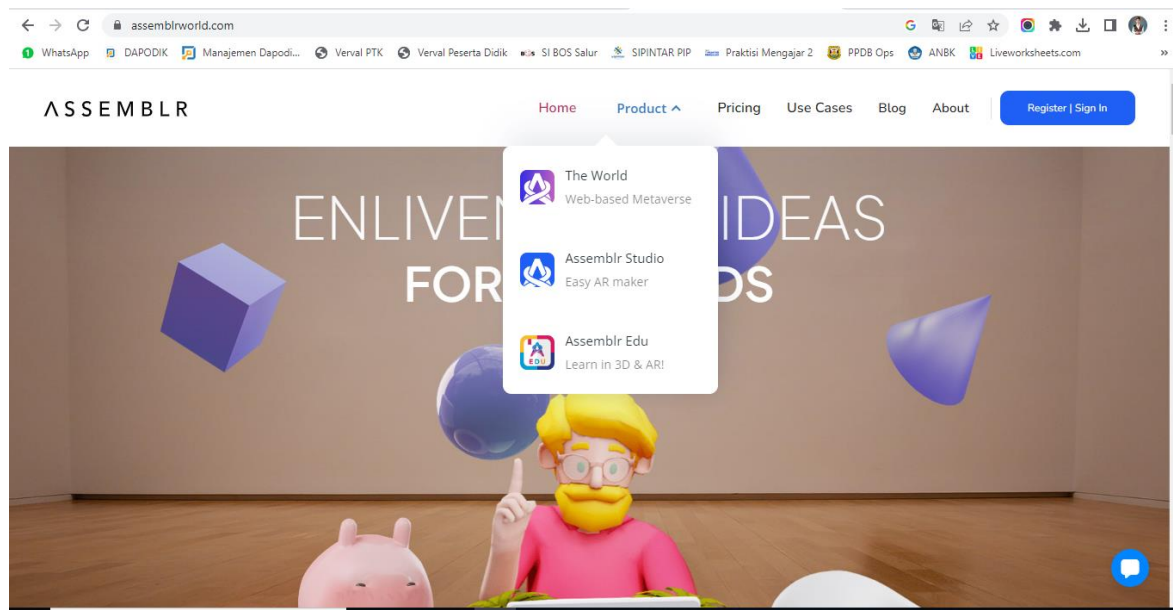 assemblrworld.com
WhatsApp DAPODIK Manajemen Dapodi... Verval PTK Verval Peserta Didik SI BOS Salur SIPINTAR PIP Praktisi Mengajar 2 PPDB Ops ANBK Liveworksheets.com »
ASSEMBLR Home Product Pricing Use Cases Blog About Register | Sign In
The World
Web-based Metaverse
ENLIVEN IDEAS
Assemblr Studio
FOR DS
Easy AR maker
Assemblr Edu
EDU
Learn in 3D & AR!